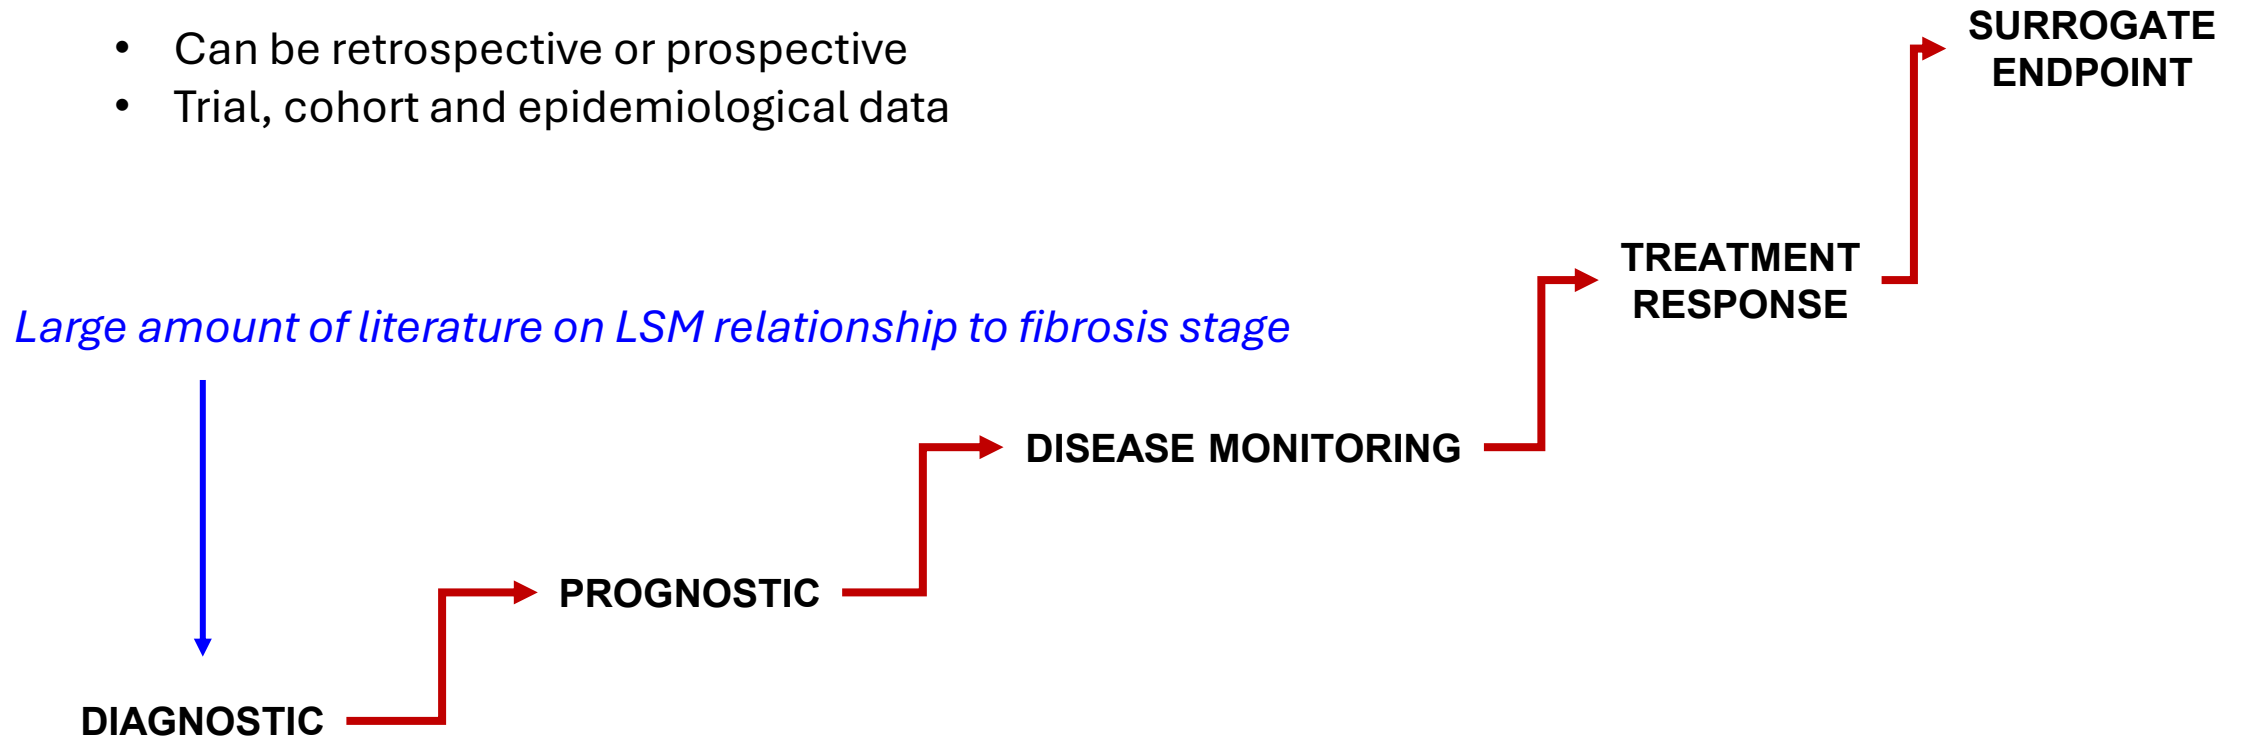 • Can be retrospective or prospective
• Trial, cohort and epidemiological data
SURROGATE
ENDPOINT
TREATMENT
RESPONSE
Large amount of literature on LSM relationship to fibrosis stage
DISEASE MONITORING
PROGNOSTIC
DIAGNOSTIC